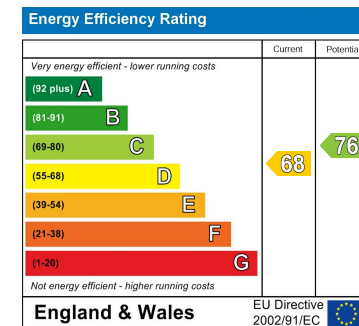 Energy Efficiency Rating
Current Potentia
Very energy efficient - lower running costs
(92 plus) A
(81-91) B
(69-80) C
(55-68) D
(39-54) E
(21-38) F
(1-20) G
68
76
Not energy efficient - higher running costs
England & Wales
EU Directive
2002/91/EC